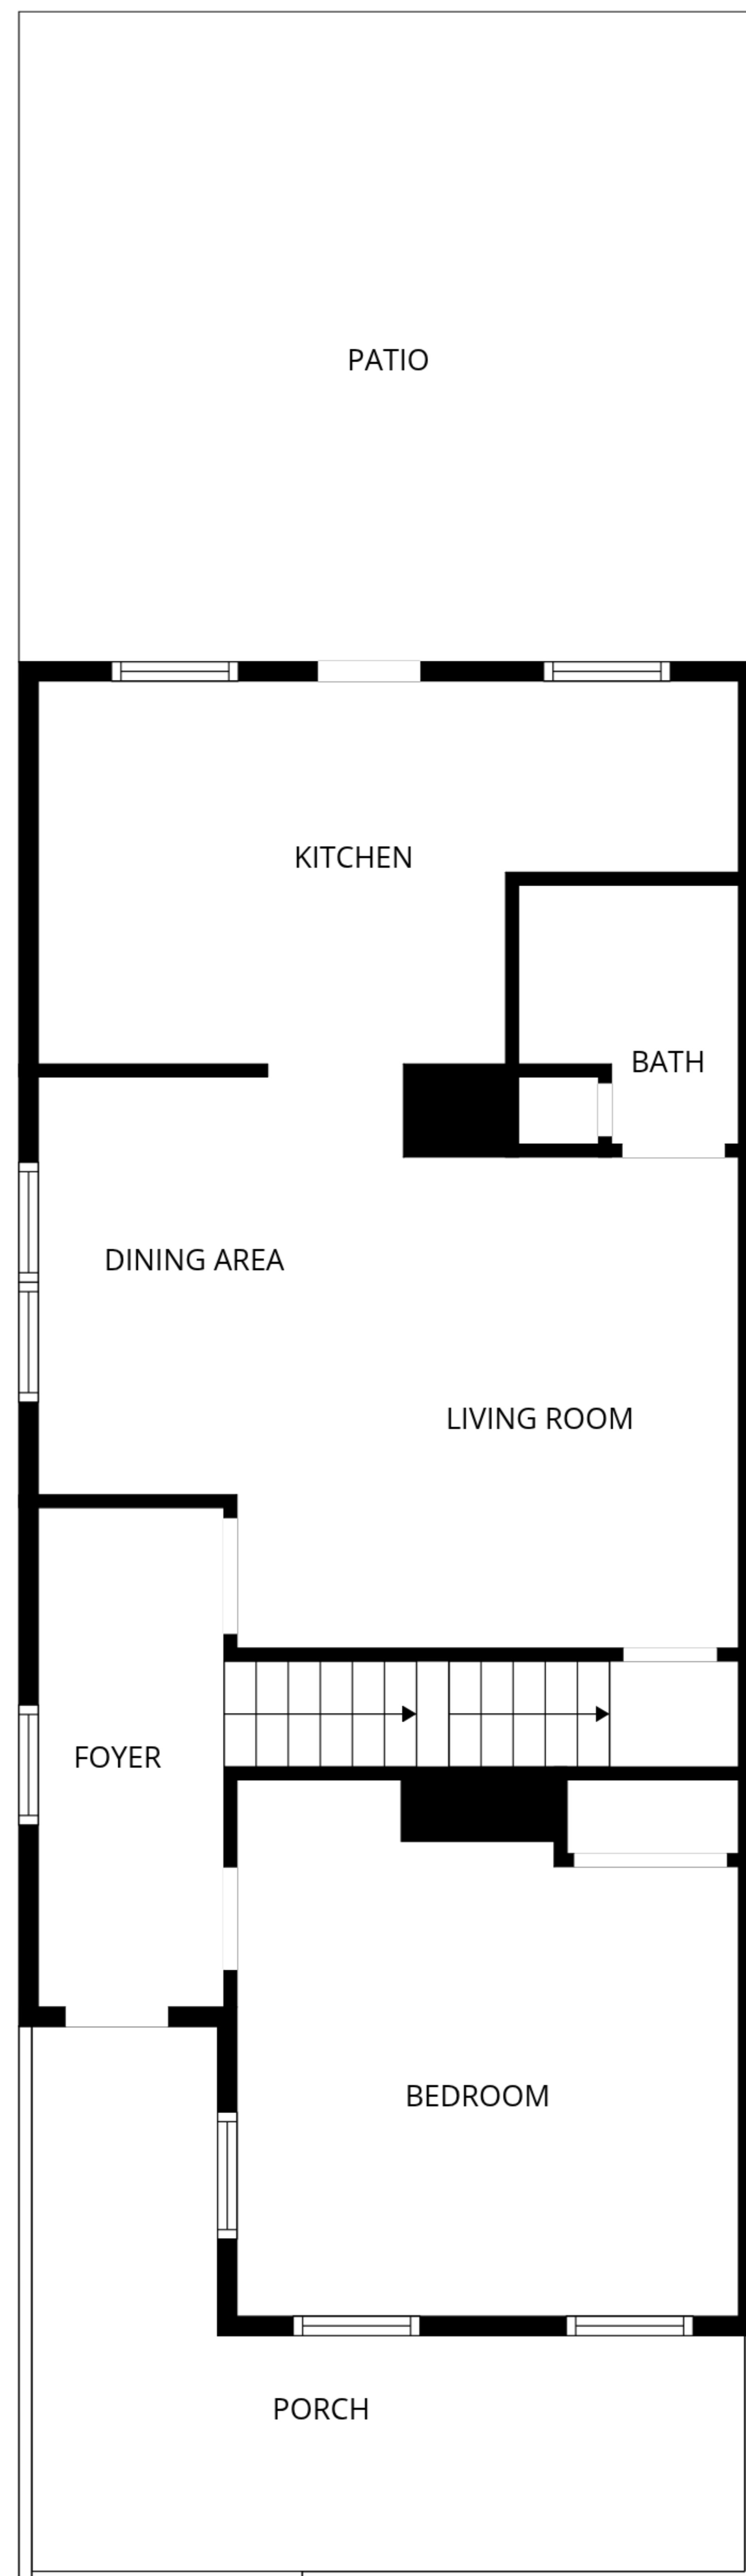 PATIO
KITCHEN
BATH
DINING AREA
LIVING ROOM
FOYER
BEDROOM
PORCH